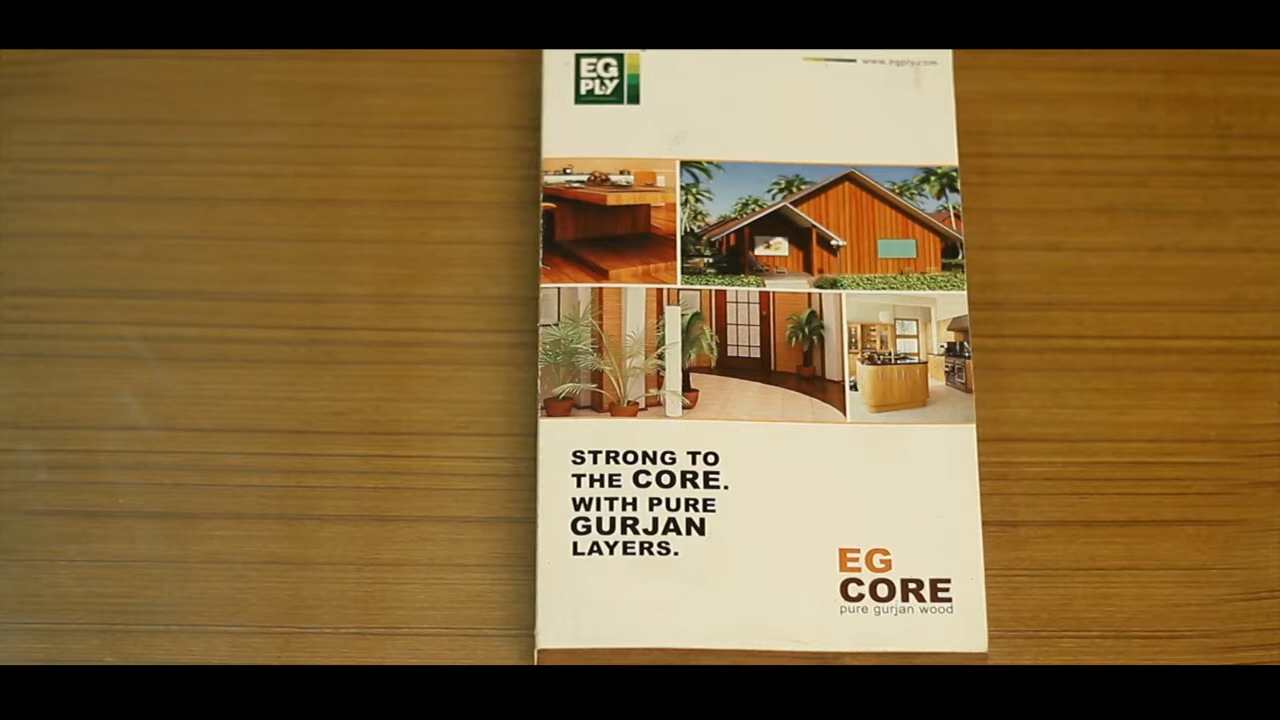 EG
PLY
www.egply.com
STRONG TO
THE CORE.
WITH PURE
GURJAN
LAYERS.
EG
CORE
pure gurjan wood